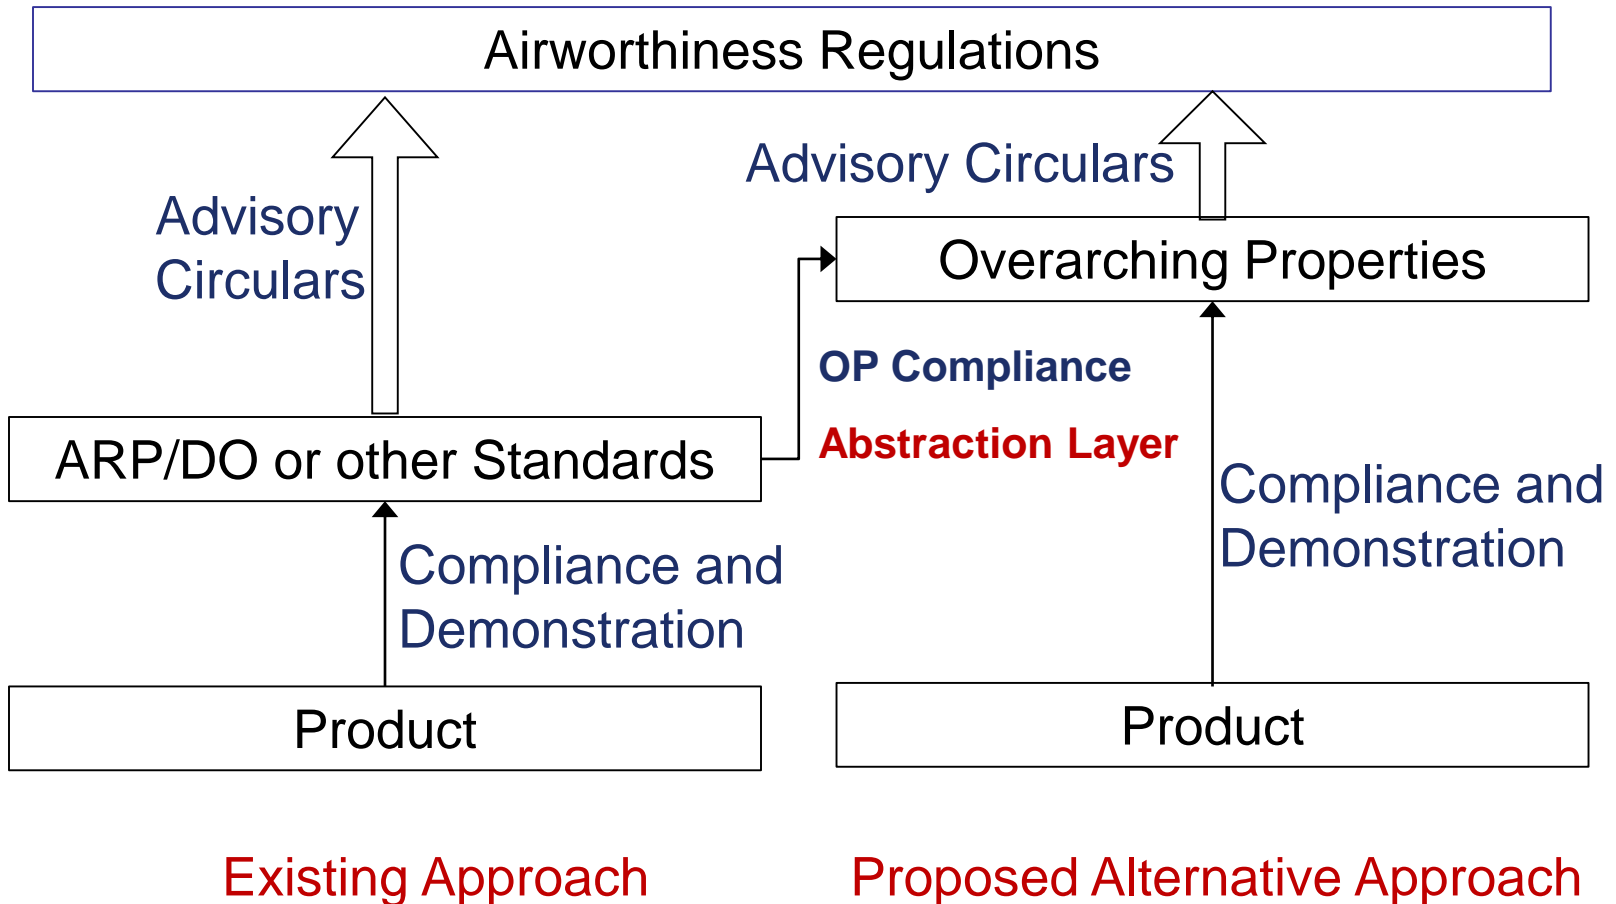 Airworthiness Regulations
Advisory Circulars
Advisory
Circulars
Overarching Properties
OP Compliance
Abstraction Layer
ARP/DO or other Standards
Compliance and
Demonstration
Compliance and
Demonstration
Product
Product
Existing Approach
Proposed Alternative Approach